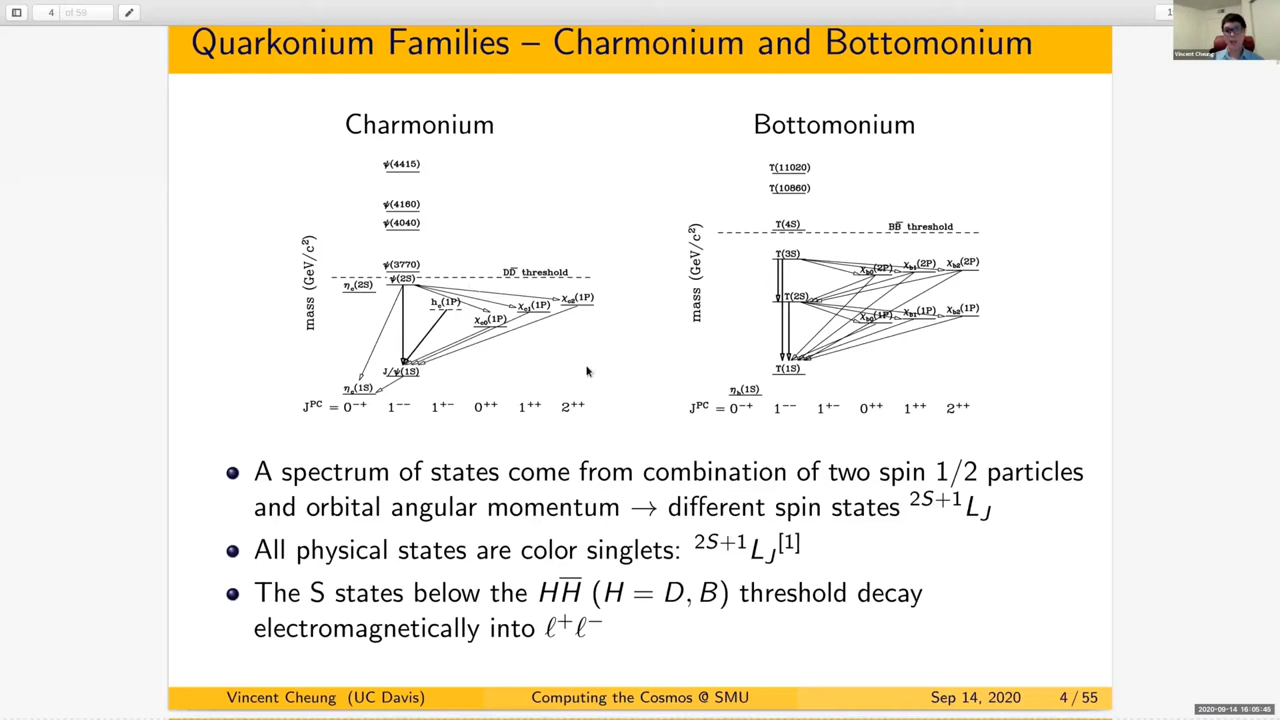 4 of 59
Vincent Cheung
Quarkonium Families – Charmonium and Bottomonium
Charmonium
ψ(4415)
ψ(4160)
ψ(4040)
ψ(3770)
DD̅ threshold
ψ(2S)
η_c(2S)
h_c(1P)
χ_c2(1P)
χ_c1(1P)
χ_c0(1P)
J/ψ(1S)
η_c(1S)
mass (GeV/c²)
J^PC = 0⁻⁺ 1⁻⁻ 1⁺⁻ 0⁺⁺ 1⁺⁺ 2⁺⁺
Bottomonium
ϒ(11020)
ϒ(10860)
ϒ(4S)
BB̅ threshold
ϒ(3S)
χ_b0(2P) χ_b1(2P) χ_b2(2P)
ϒ(2S)
χ_b0(1P) χ_b1(1P) χ_b2(1P)
ϒ(1S)
η_b(1S)
mass (GeV/c²)
J^PC = 0⁻⁺ 1⁻⁻ 1⁺⁻ 0⁺⁺ 1⁺⁺ 2⁺⁺
A spectrum of states come from combination of two spin 1/2 particles
and orbital angular momentum → different spin states ^{2S+1}L_J
All physical states are color singlets: ^{2S+1}L_J^{[1]}
The S states below the HH̅ (H = D, B) threshold decay
electromagnetically into ℓ⁺ℓ⁻
Vincent Cheung (UC Davis) Computing the Cosmos @ SMU Sep 14, 2020 4 / 55
2020-09-14 16:05:45